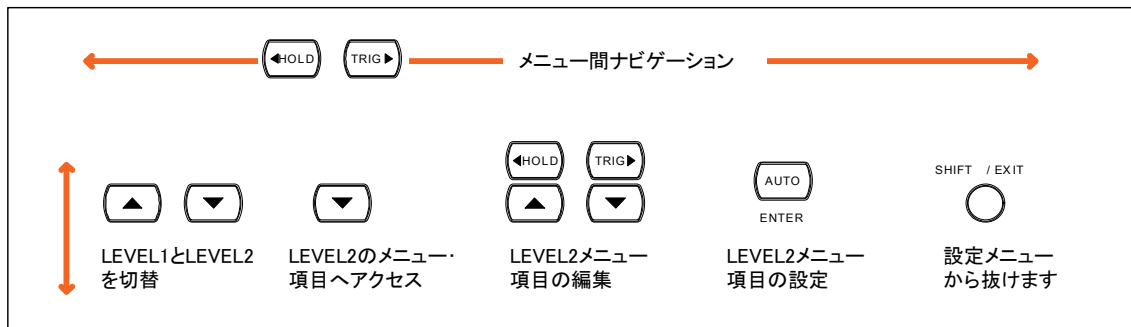 ◀HOLD TRIG▶ メニュー間ナビゲーション
◀HOLD TRIG▶
AUTO
SHIFT / EXIT
ENTER
LEVEL1とLEVEL2
を切替
LEVEL2のメニュー・
項目へアクセス
LEVEL2メニュー
項目の編集
LEVEL2メニュー
項目の設定
設定メニュー
から抜けます